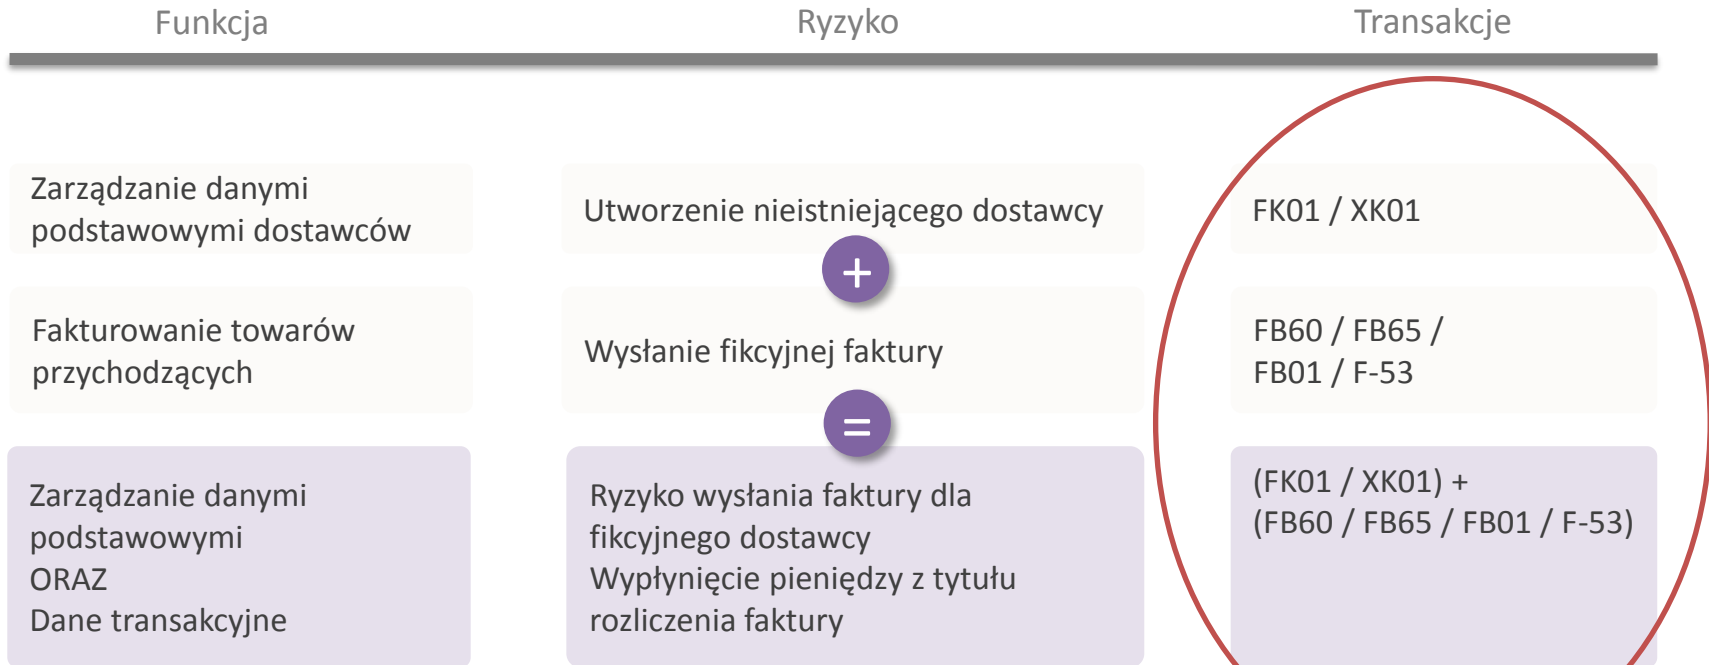 Funkcja
Ryzyko
Transakcje
Zarządzanie danymi
podstawowymi dostawców
Utworzenie nieistniejącego dostawcy
FK01 / XK01
+
Fakturowanie towarów
przychodzących
Wysłanie fikcyjnej faktury
FB60 / FB65 /
FB01 / F-53
=
Zarządzanie danymi
podstawowymi
ORAZ
Dane transakcyjne
Ryzyko wysłania faktury dla
fikcyjnego dostawcy
Wypłynięcie pieniędzy z tytułu
rozliczenia faktury
(FK01 / XK01) +
(FB60 / FB65 / FB01 / F-53)